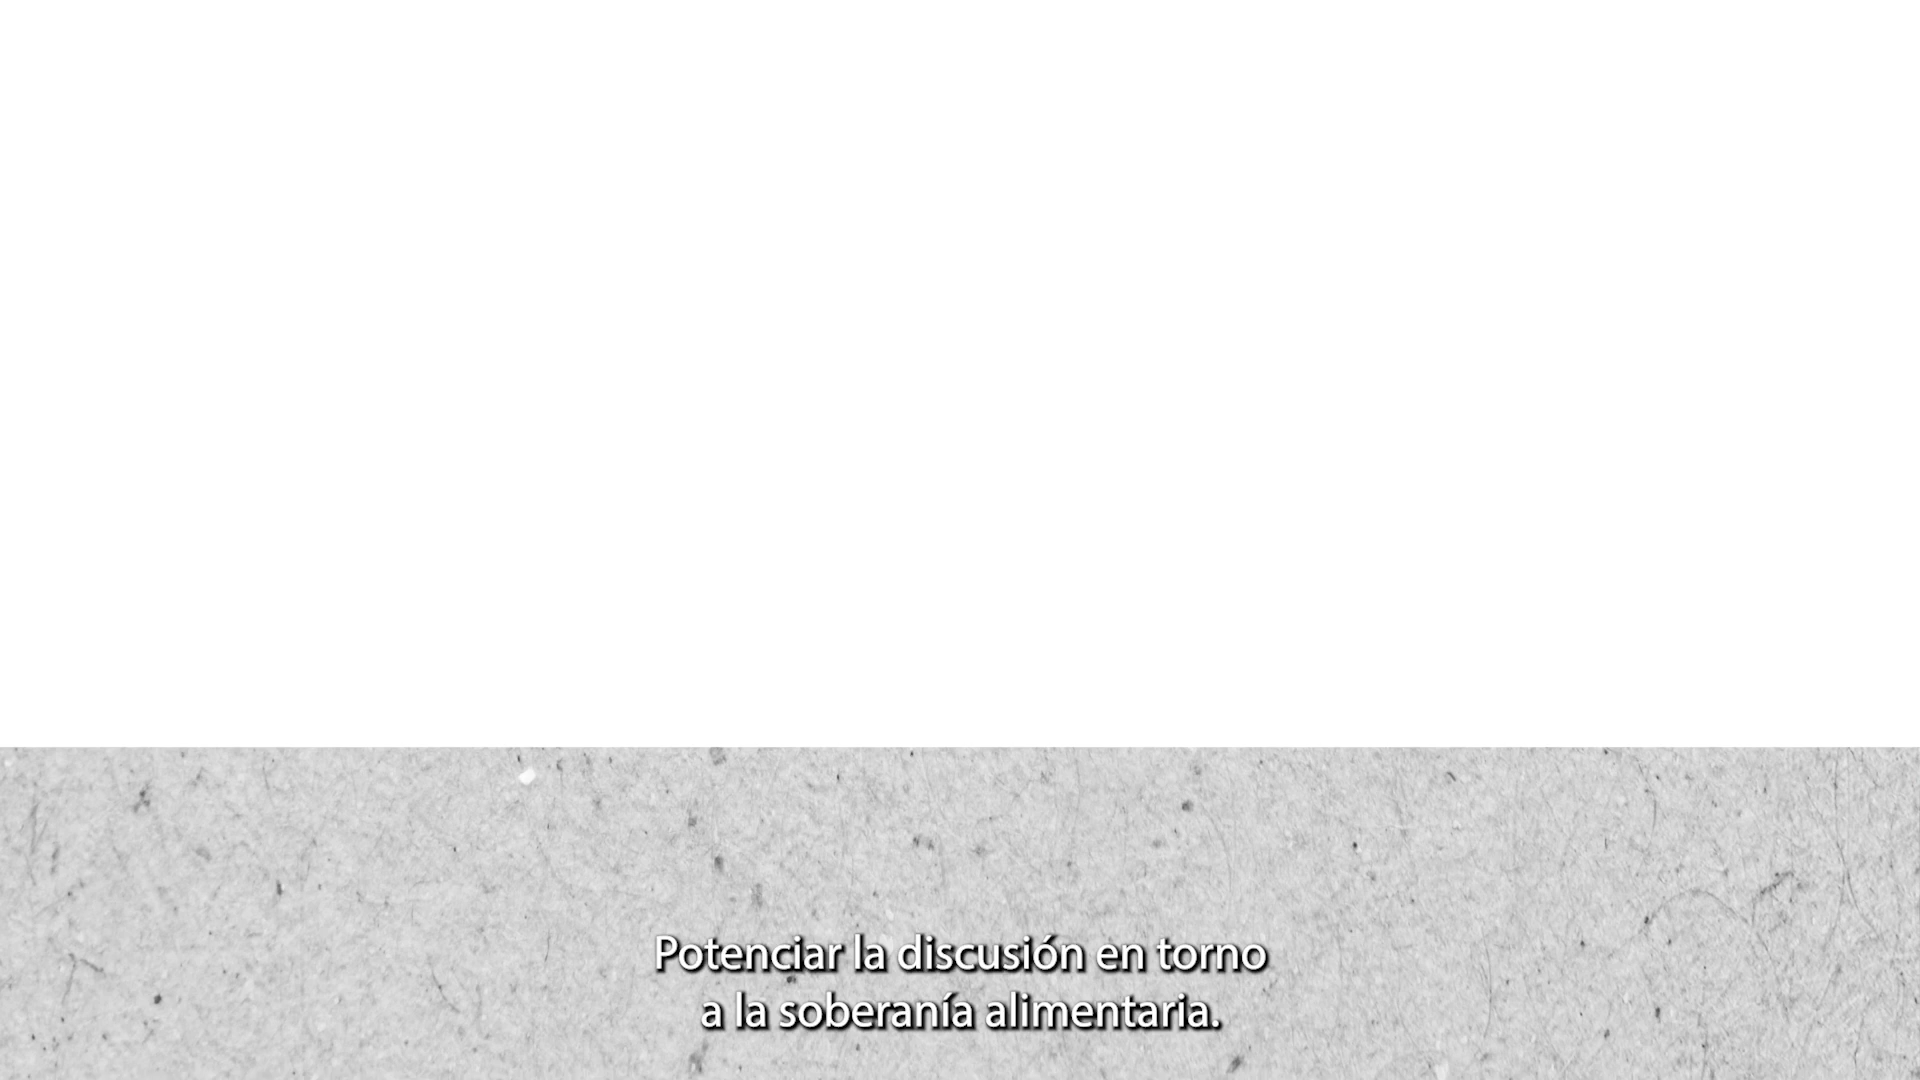 Potenciar la discusión en torno
a la soberanía alimentaria.